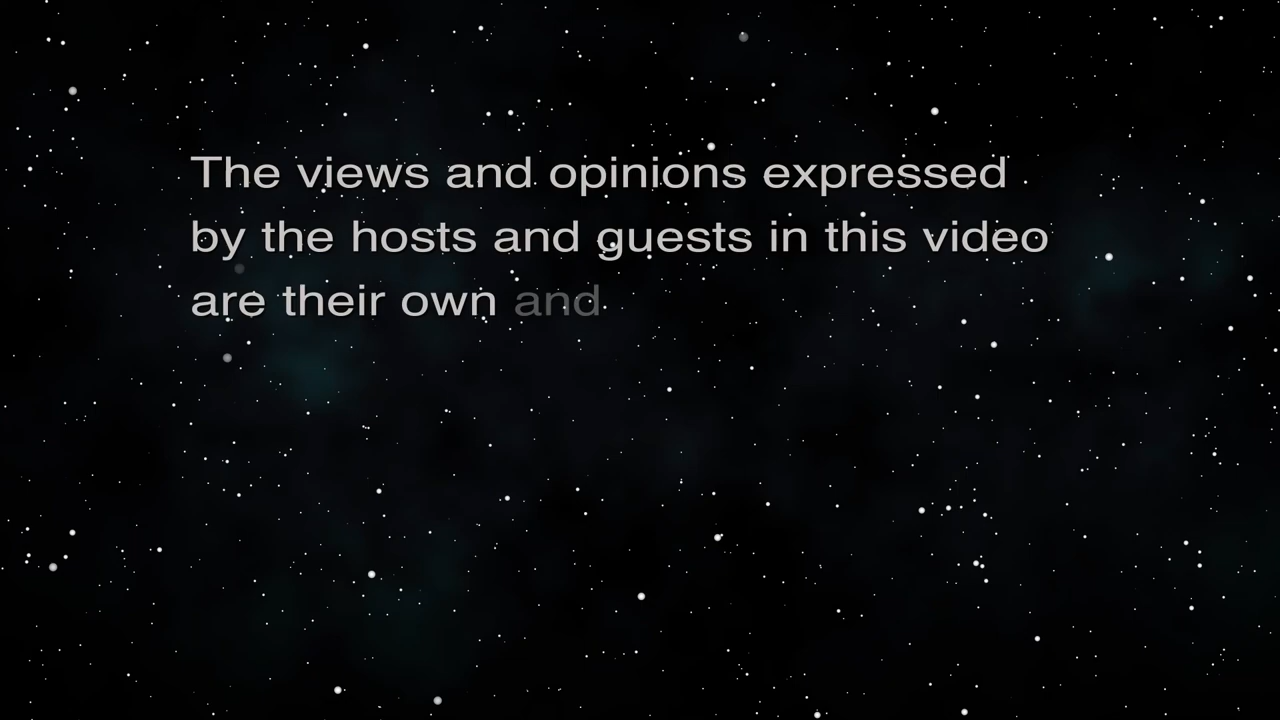 The views and opinions expressed
by the hosts and guests in this video
are their own and